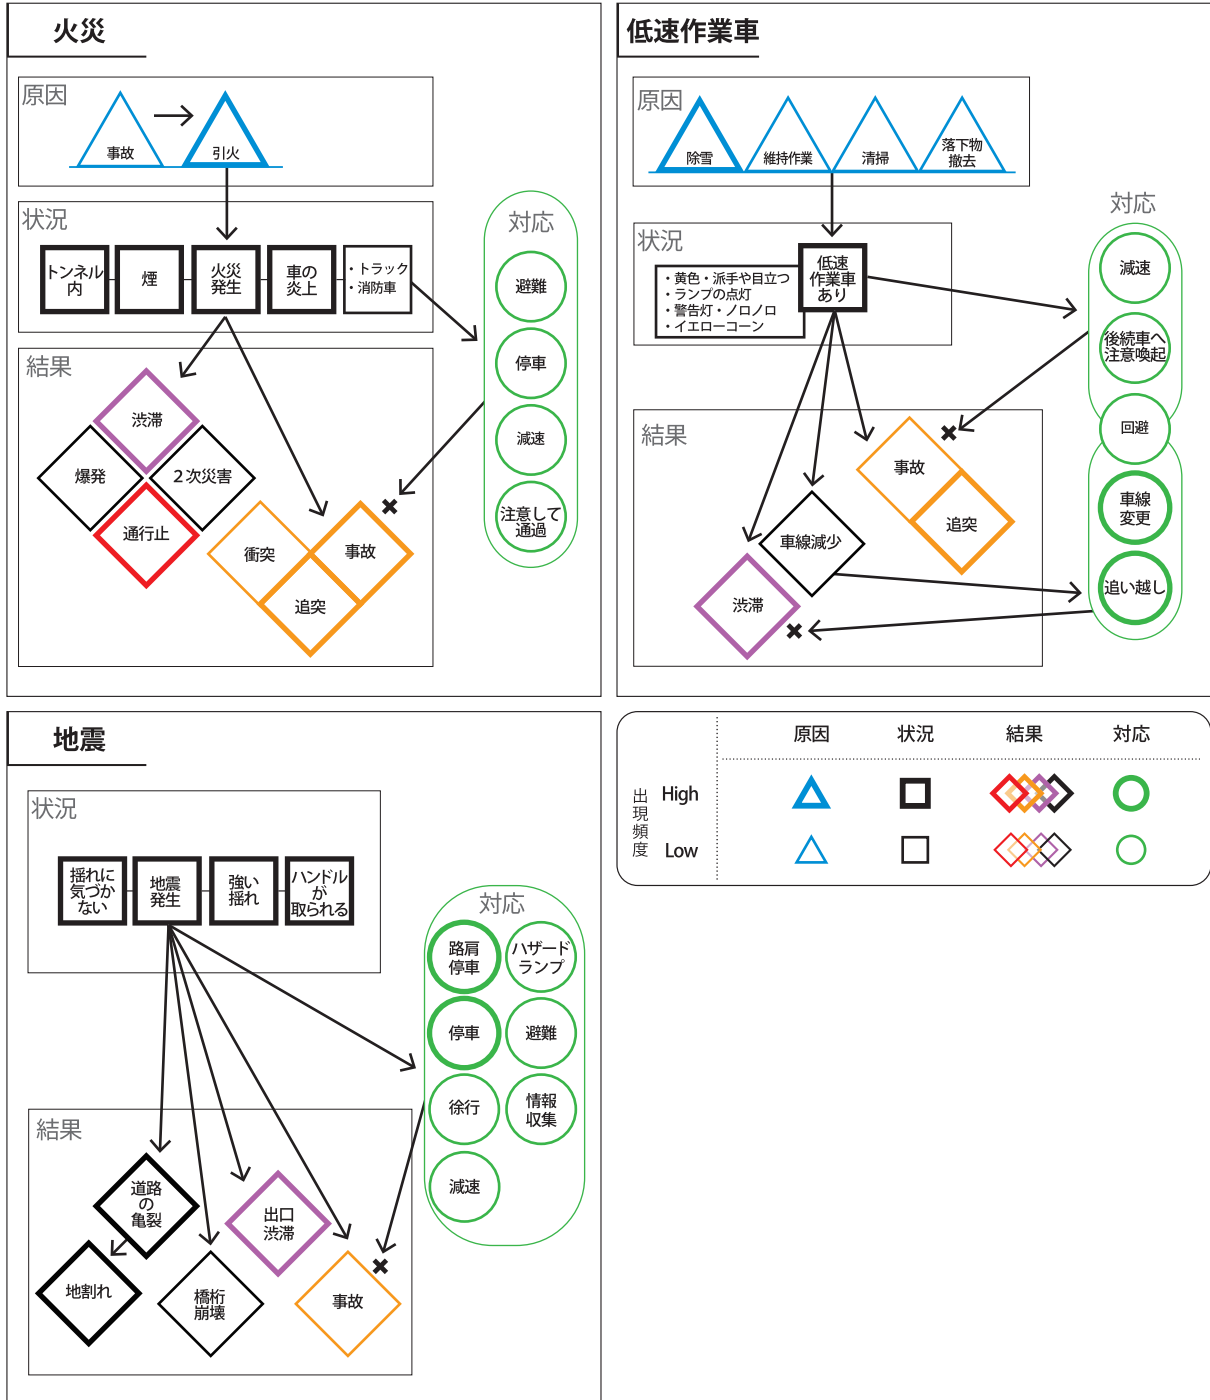 火災
原因
事故
引火
状況
トンネル
内
煙
火災
発生
車の
炎上
・トラック
・消防車
対応
避難
停車
減速
注意して
通過
結果
渋滞
爆発
２次災害
通行止
衝突
事故
追突
低速作業車
原因
除雪
維持作業
清掃
落下物
撤去
状況
・黄色・派手や目立つ
・ランプの点灯
・警告灯・ノロノロ
・イエローコーン
低速
作業車
あり
対応
減速
後続車へ
注意喚起
回避
車線
変更
追い越し
結果
事故
追突
車線減少
渋滞
地震
状況
揺れに
気づか
ない
地震
発生
強い
揺れ
ハンドル
が
取られる
対応
路肩
停車
ハザード
ランプ
停車
避難
徐行
情報
収集
減速
結果
道路
の
亀裂
地割れ
橋桁
崩壊
出口
渋滞
事故
原因 状況 結果 対応
出現頻度
High
Low